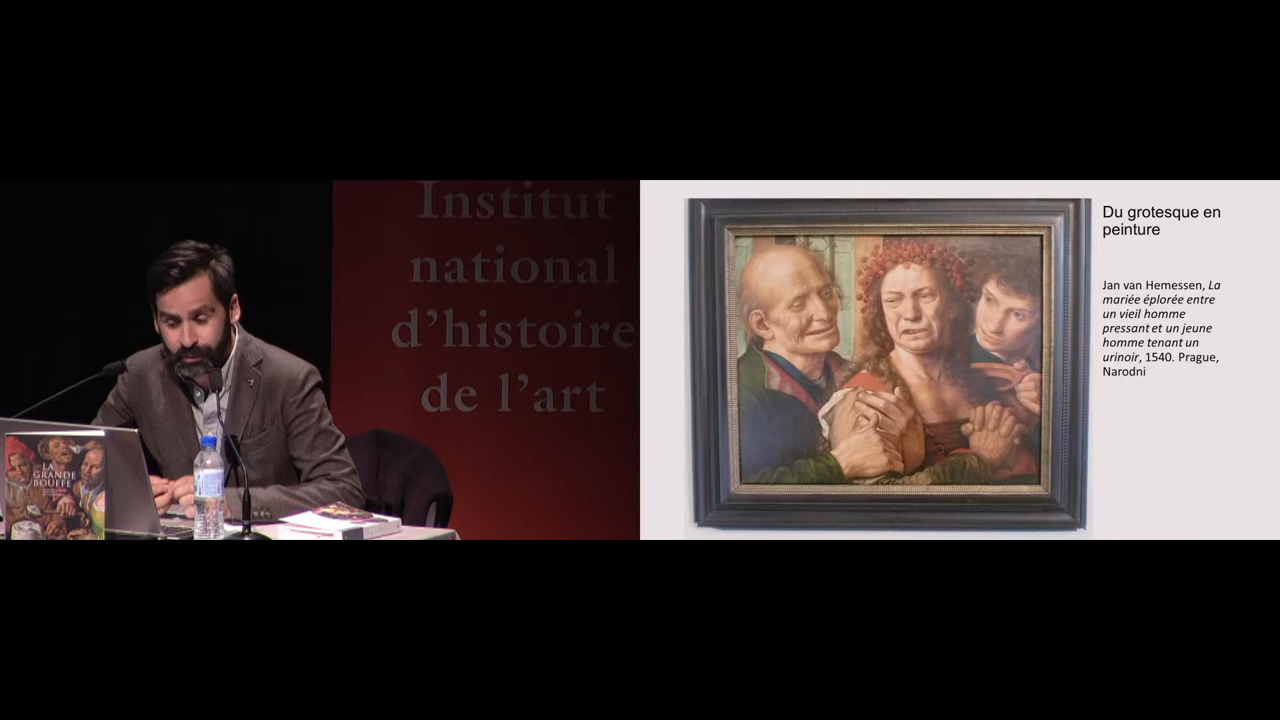 Institut
national
d'histoire
de l'art
LA
GRANDE
BOUFFE
Du grotesque en
peinture
Jan van Hemessen, La
mariée éplorée entre
un vieil homme
pressant et un jeune
homme tenant un
urinoir, 1540. Prague,
Narodni